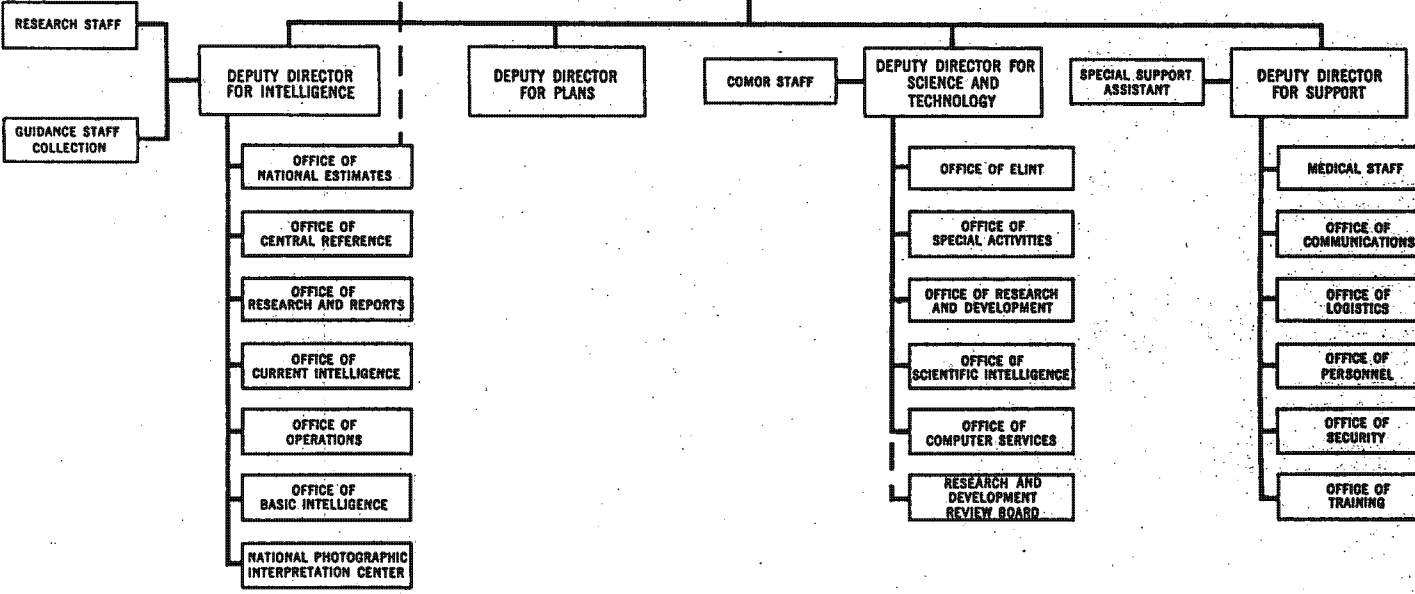 RESEARCH STAFF
GUIDANCE STAFF
COLLECTION
DEPUTY DIRECTOR
FOR INTELLIGENCE
OFFICE OF
NATIONAL ESTIMATES
OFFICE OF
CENTRAL REFERENCE
OFFICE OF
RESEARCH AND REPORTS
OFFICE OF
CURRENT INTELLIGENCE
OFFICE OF
OPERATIONS
OFFICE OF
BASIC INTELLIGENCE
NATIONAL PHOTOGRAPHIC
INTERPRETATION CENTER
DEPUTY DIRECTOR
FOR PLANS
COMOR STAFF
DEPUTY DIRECTOR FOR
SCIENCE AND
TECHNOLOGY
OFFICE OF ELINT
OFFICE OF
SPECIAL ACTIVITIES
OFFICE OF RESEARCH
AND DEVELOPMENT
OFFICE OF
SCIENTIFIC INTELLIGENCE
OFFICE OF
COMPUTER SERVICES
RESEARCH AND
DEVELOPMENT
REVIEW BOARD
SPECIAL SUPPORT
ASSISTANT
DEPUTY DIRECTOR
FOR SUPPORT
MEDICAL STAFF
OFFICE OF
COMMUNICATIONS
OFFICE OF
LOGISTICS
OFFICE OF
PERSONNEL
OFFICE OF
SECURITY
OFFICE OF
TRAINING